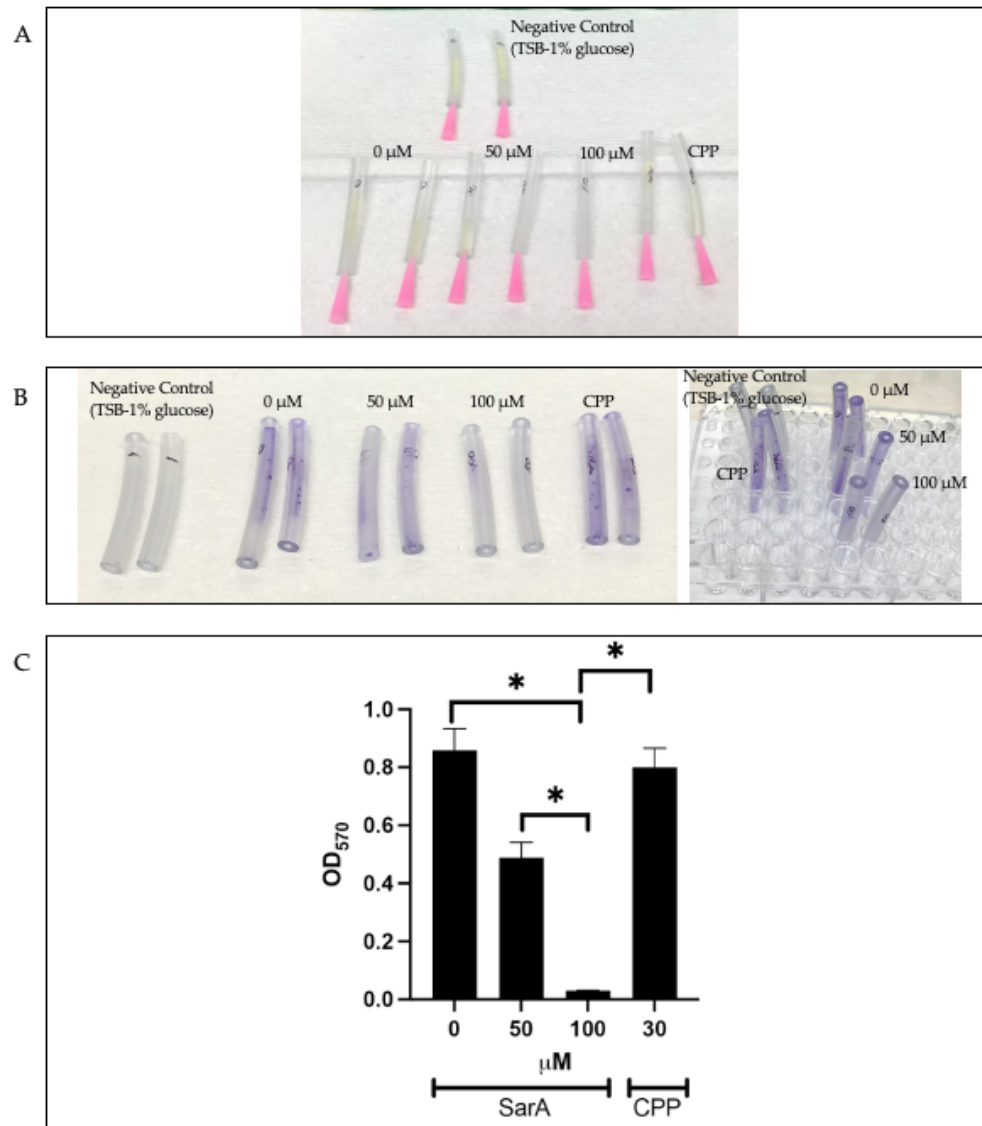 A
Negative Control
(TSB-1% glucose)
0 μM
50 μM
100 μM
CPP
B
Negative Control
(TSB-1% glucose)
0 μM
50 μM
100 μM
CPP
Negative Control
(TSB-1% glucose)
0 μM
50 μM
CPP
100 μM
C
*
*
*
1.0
0.8
0.6
0.4
0.2
0.0
OD570
0
50
100
30
μM
SarA
CPP